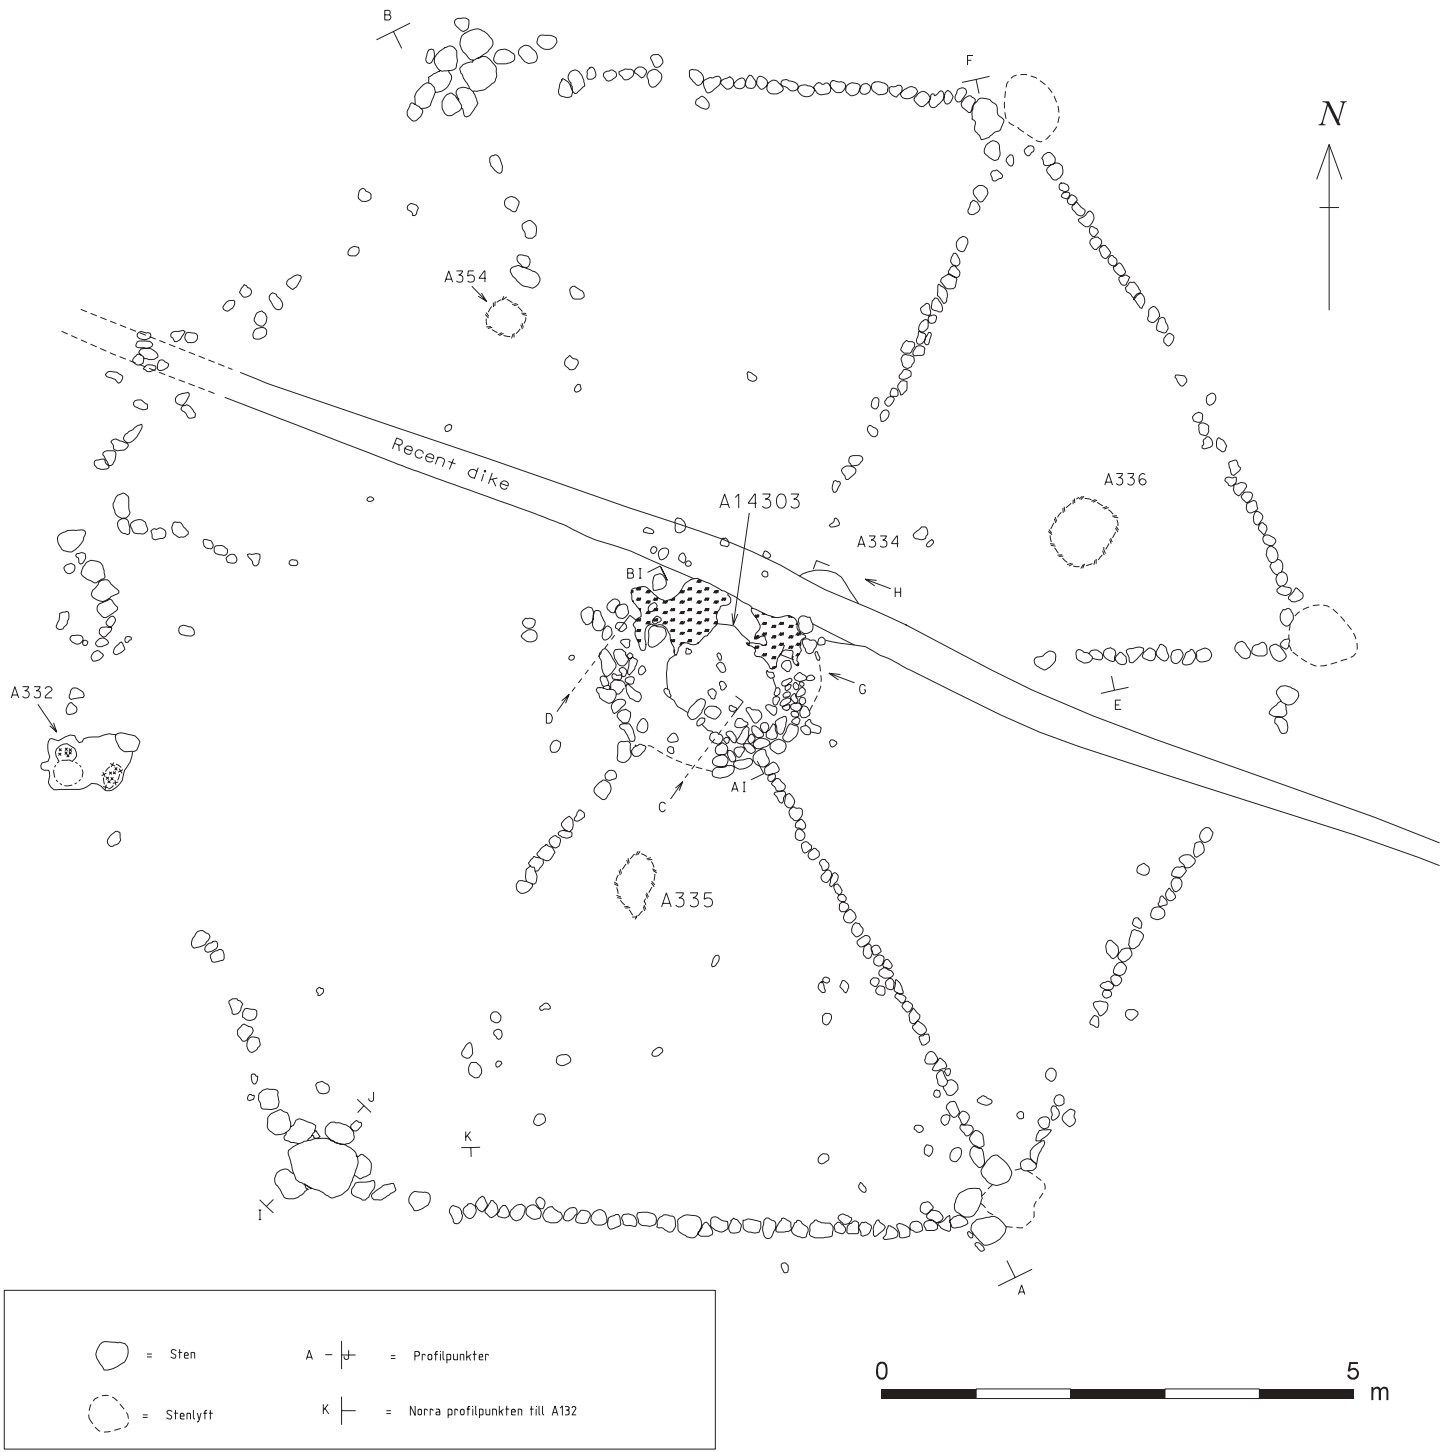 B
F
N
A354
Recent dike
A14303
A336
A334
BI
H
D
G
E
A332
C
AI
A335
J
K
I
A
= Sten
A - J = Profilpunkter
= Stenlyft
K = Norra profilpunkten till A132
0 5 m